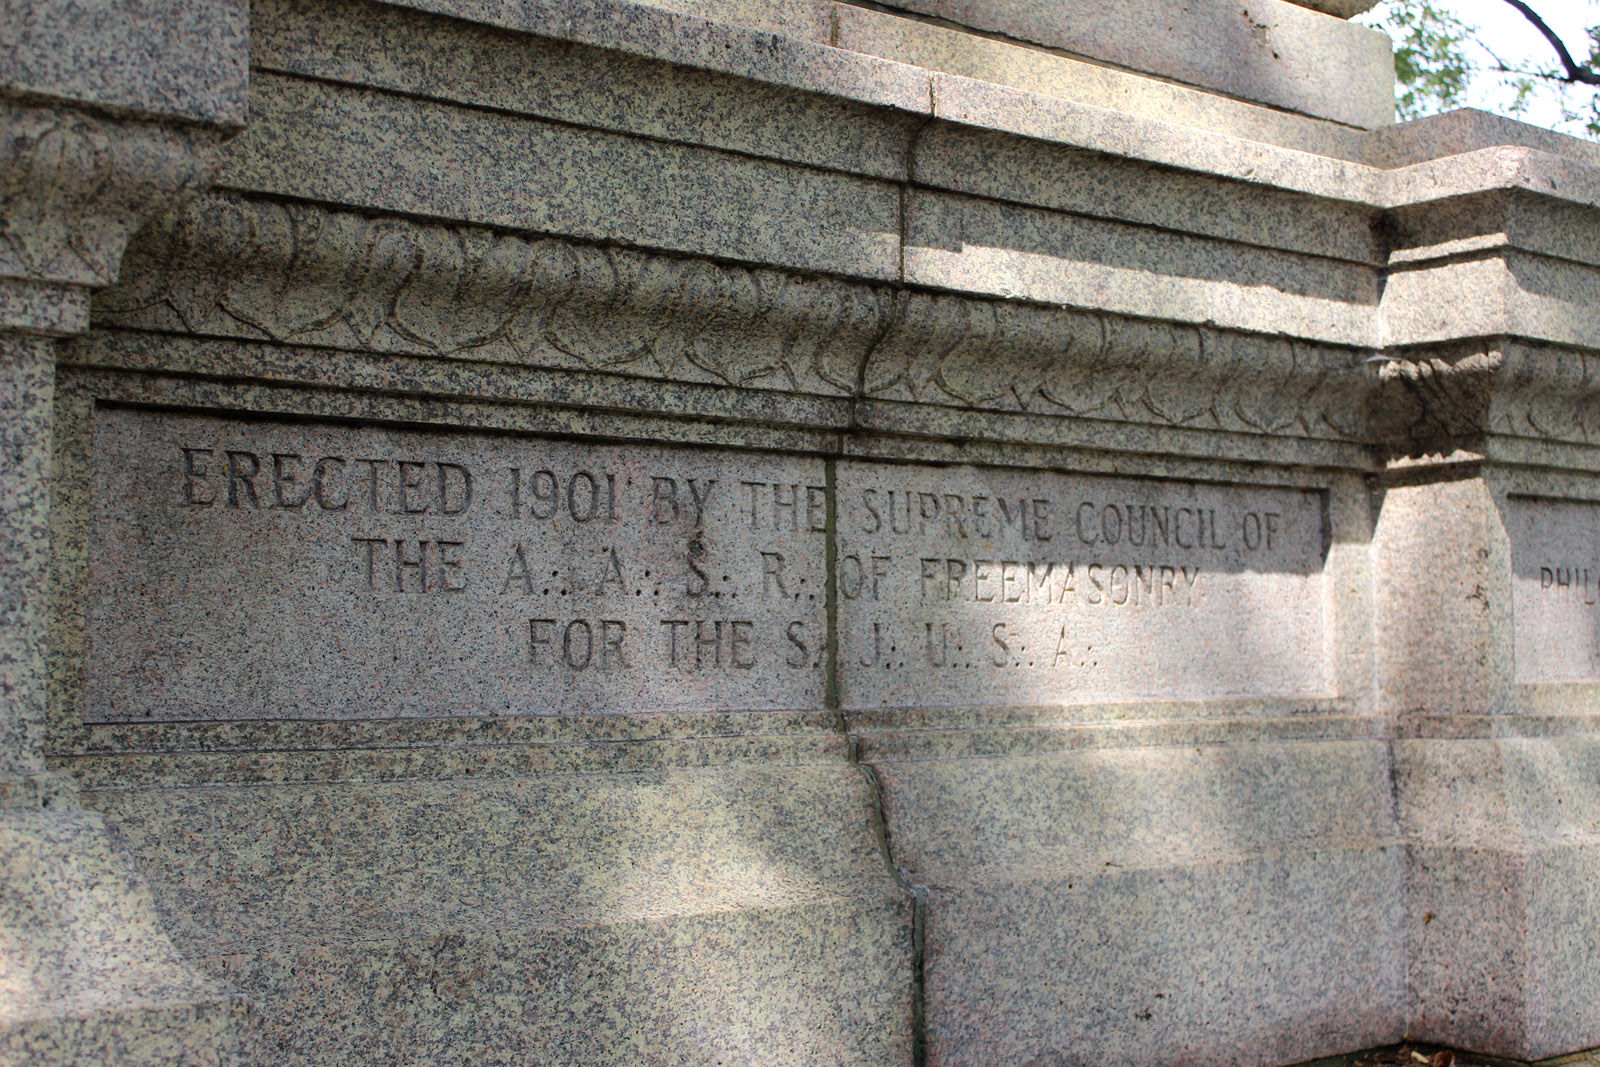 ERECTED 1901 BY THE SUPREME COUNCIL OF
THE A∴ A∴ S∴ R∴ OF FREEMASONRY
FOR THE S∴ J∴ U∴ S∴ A∴